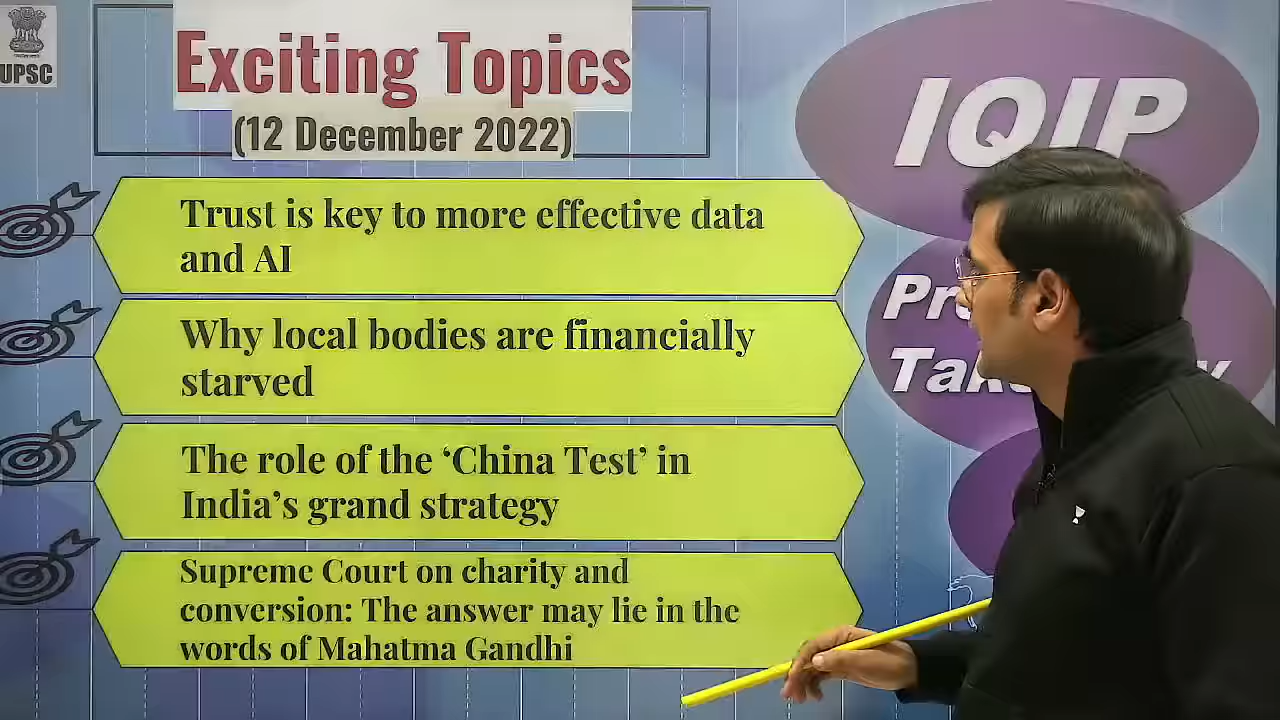 UPSC
Exciting Topics
(12 December 2022)
IQIP
Trust is key to more effective data
and AI
Why local bodies are financially
starved
The role of the ‘China Test’ in
India’s grand strategy
Supreme Court on charity and
conversion: The answer may lie in the
words of Mahatma Gandhi